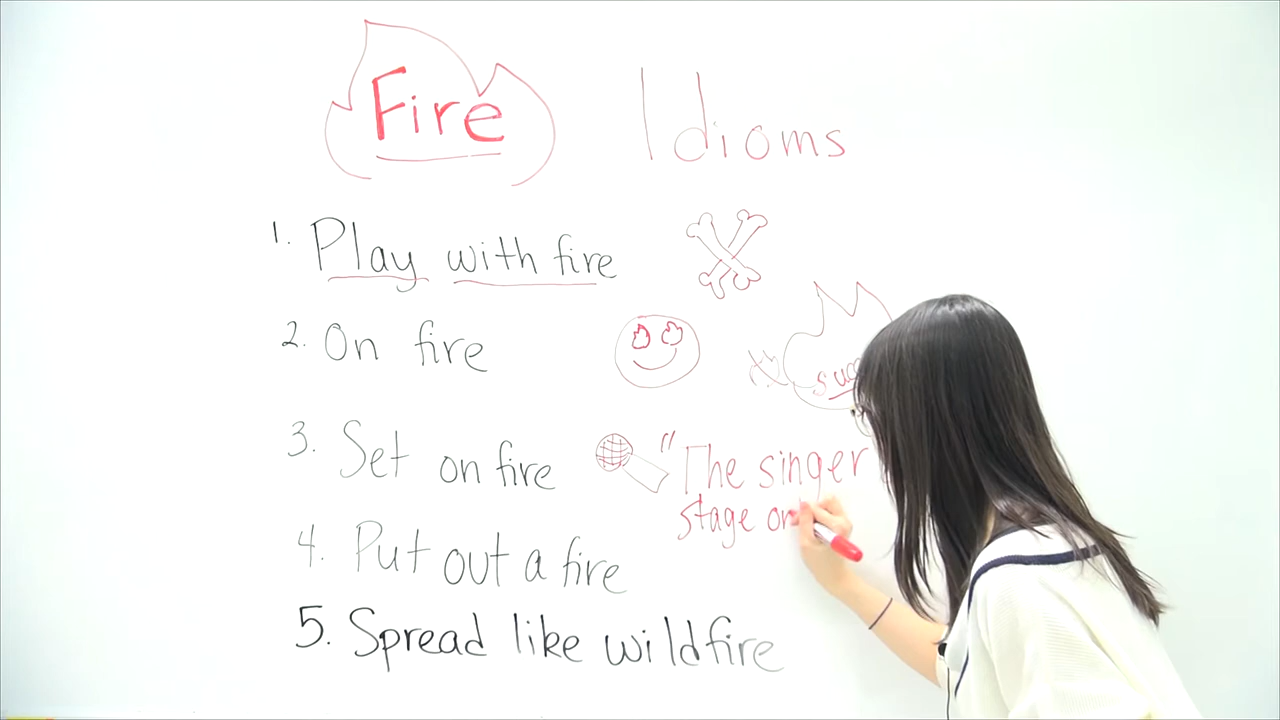 Fire Idioms
1. Play with fire
2. On fire
3. Set on fire
"The singer
stage on
4. Put out a fire
5. Spread like wildfire